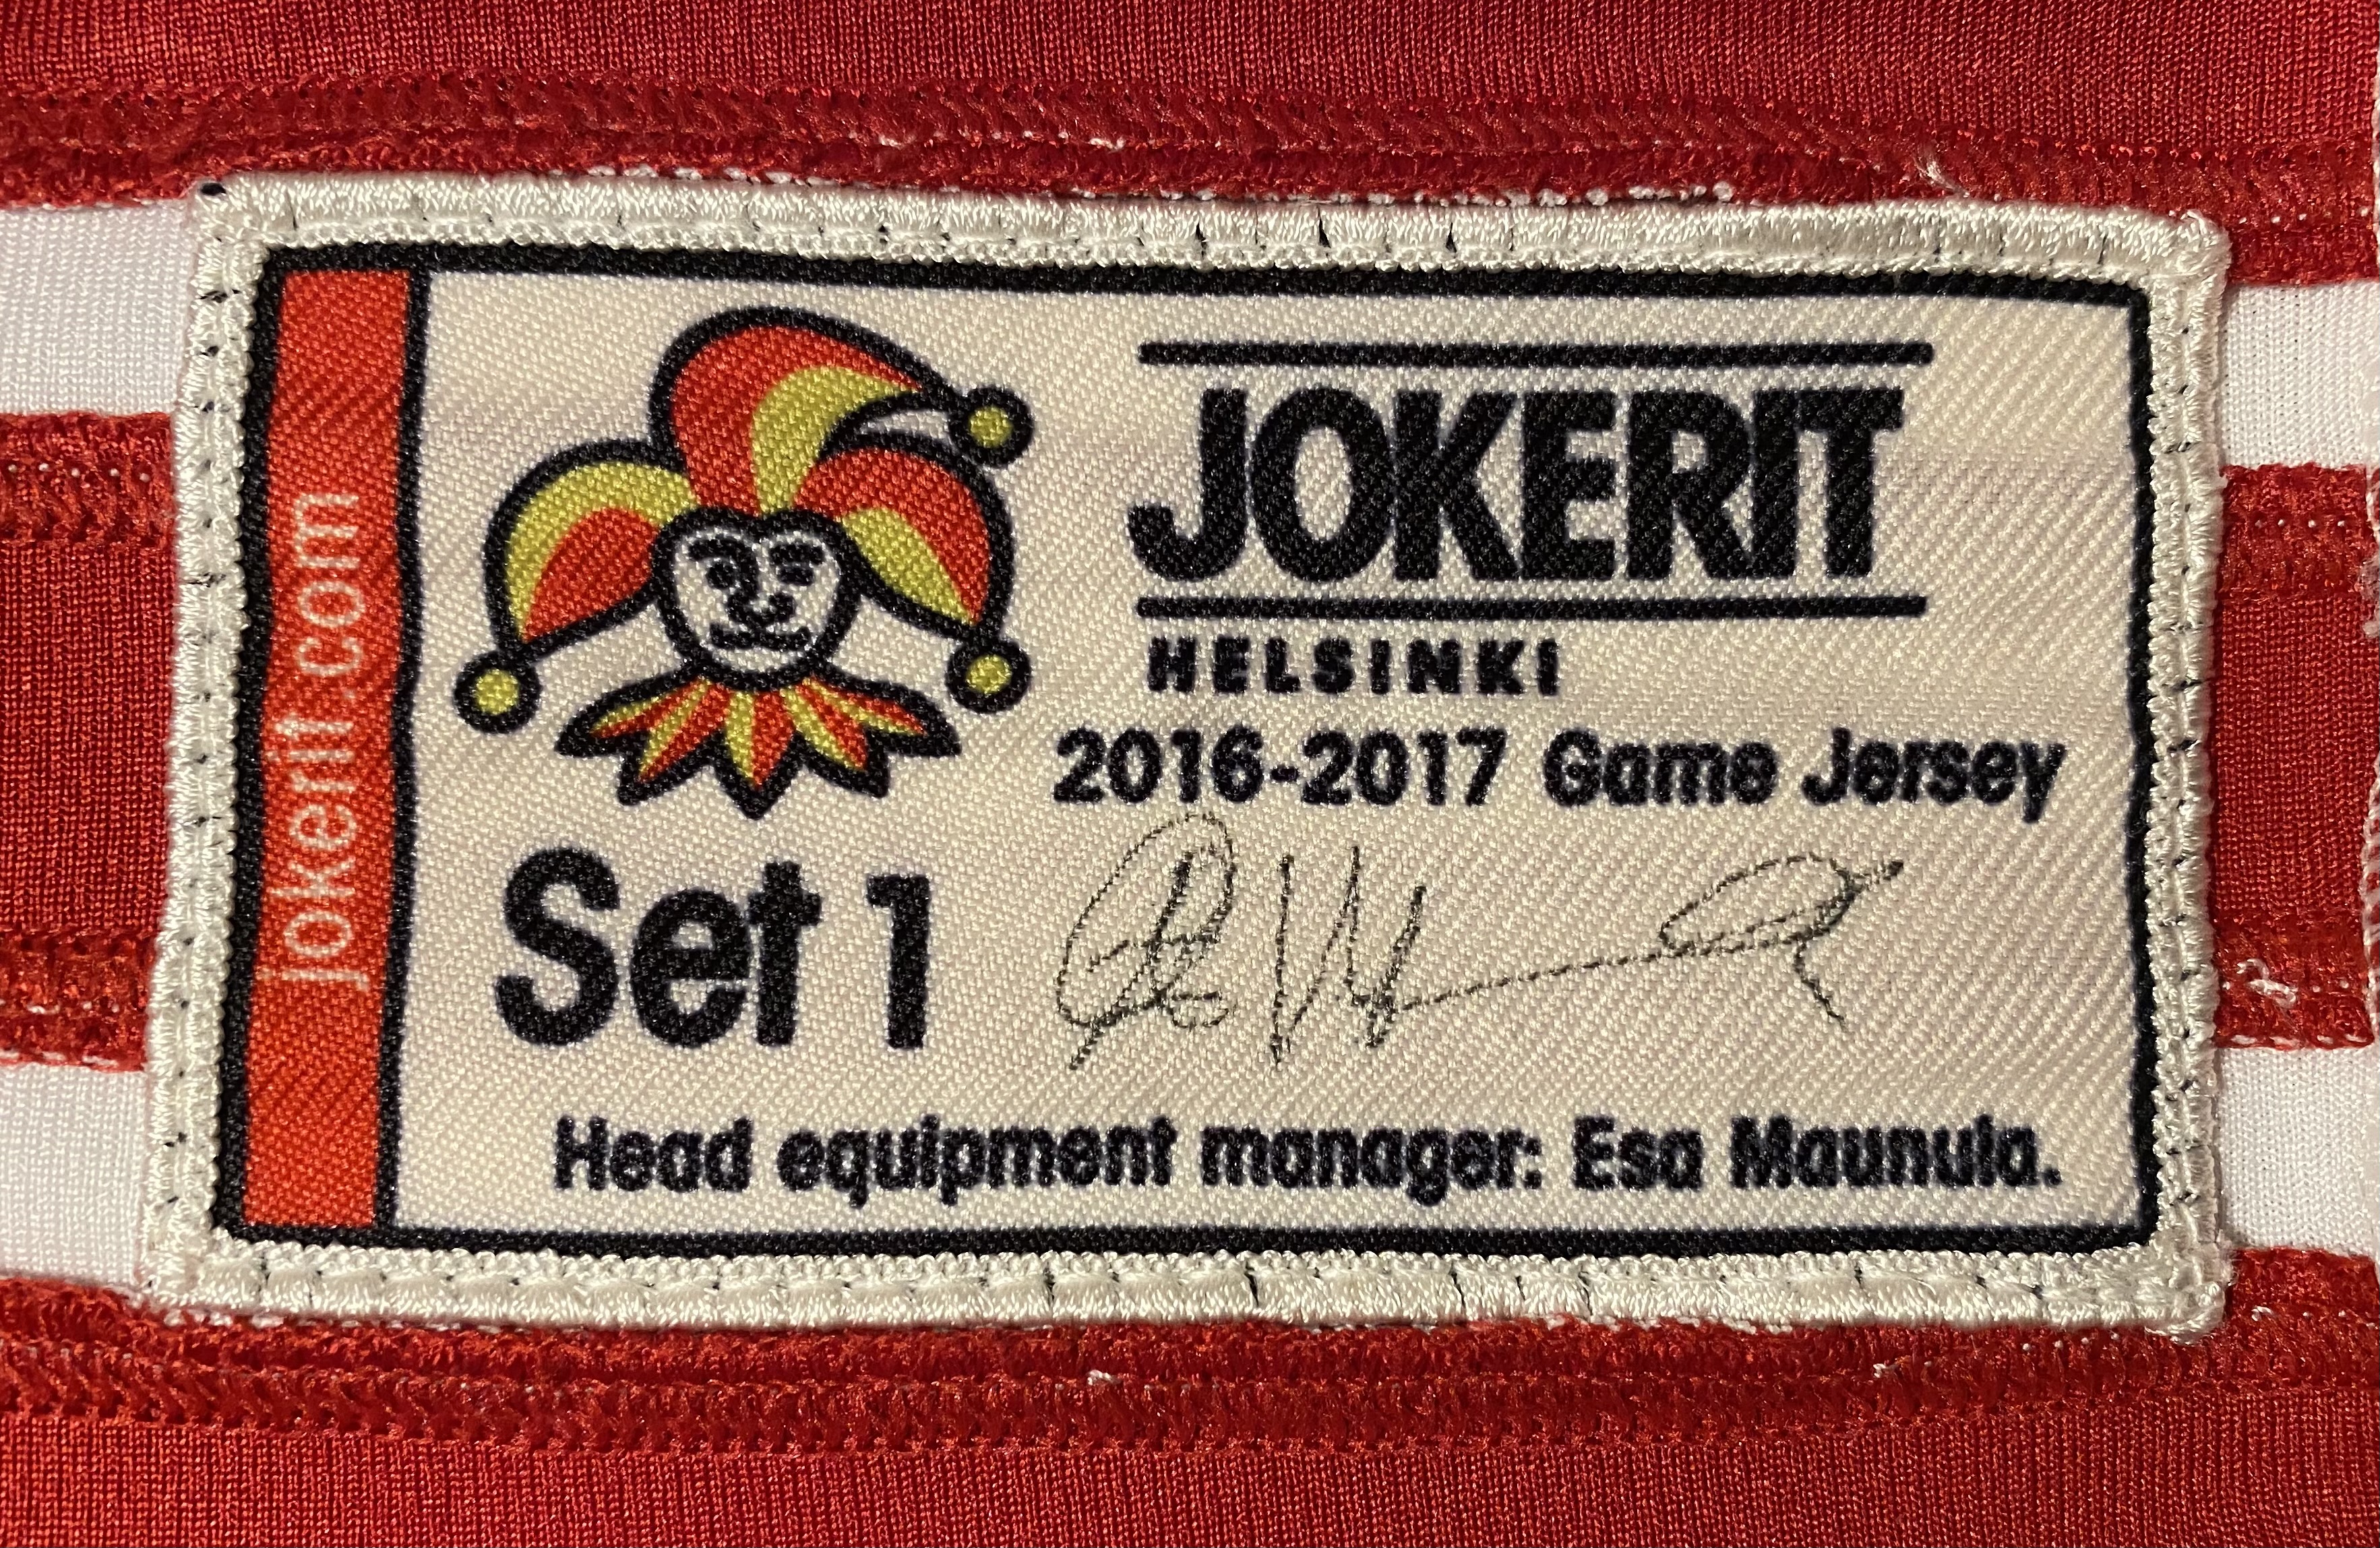 jokerit.com
JOKERIT
HELSINKI
2016-2017 Game Jersey
Set 1
Head equipment manager: Esa Maunula.